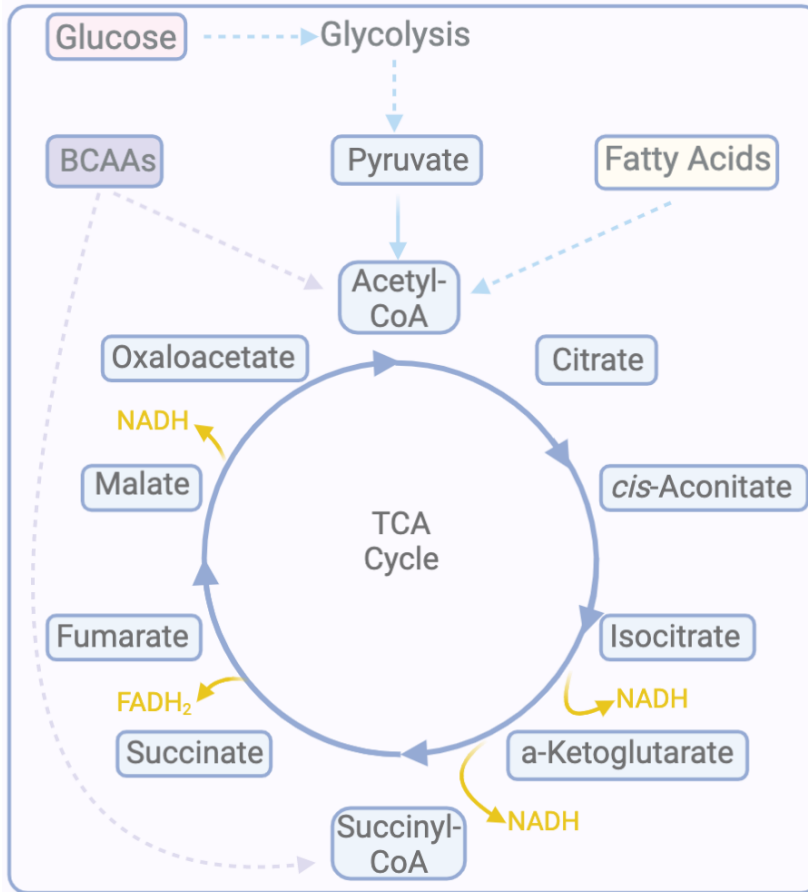 Glucose
Glycolysis
BCAAs
Pyruvate
Fatty Acids
Acetyl-
CoA
Oxaloacetate
Citrate
NADH
Malate
cis-Aconitate
TCA
Cycle
Fumarate
Isocitrate
FADH₂
NADH
Succinate
a-Ketoglutarate
Succinyl-
CoA
NADH